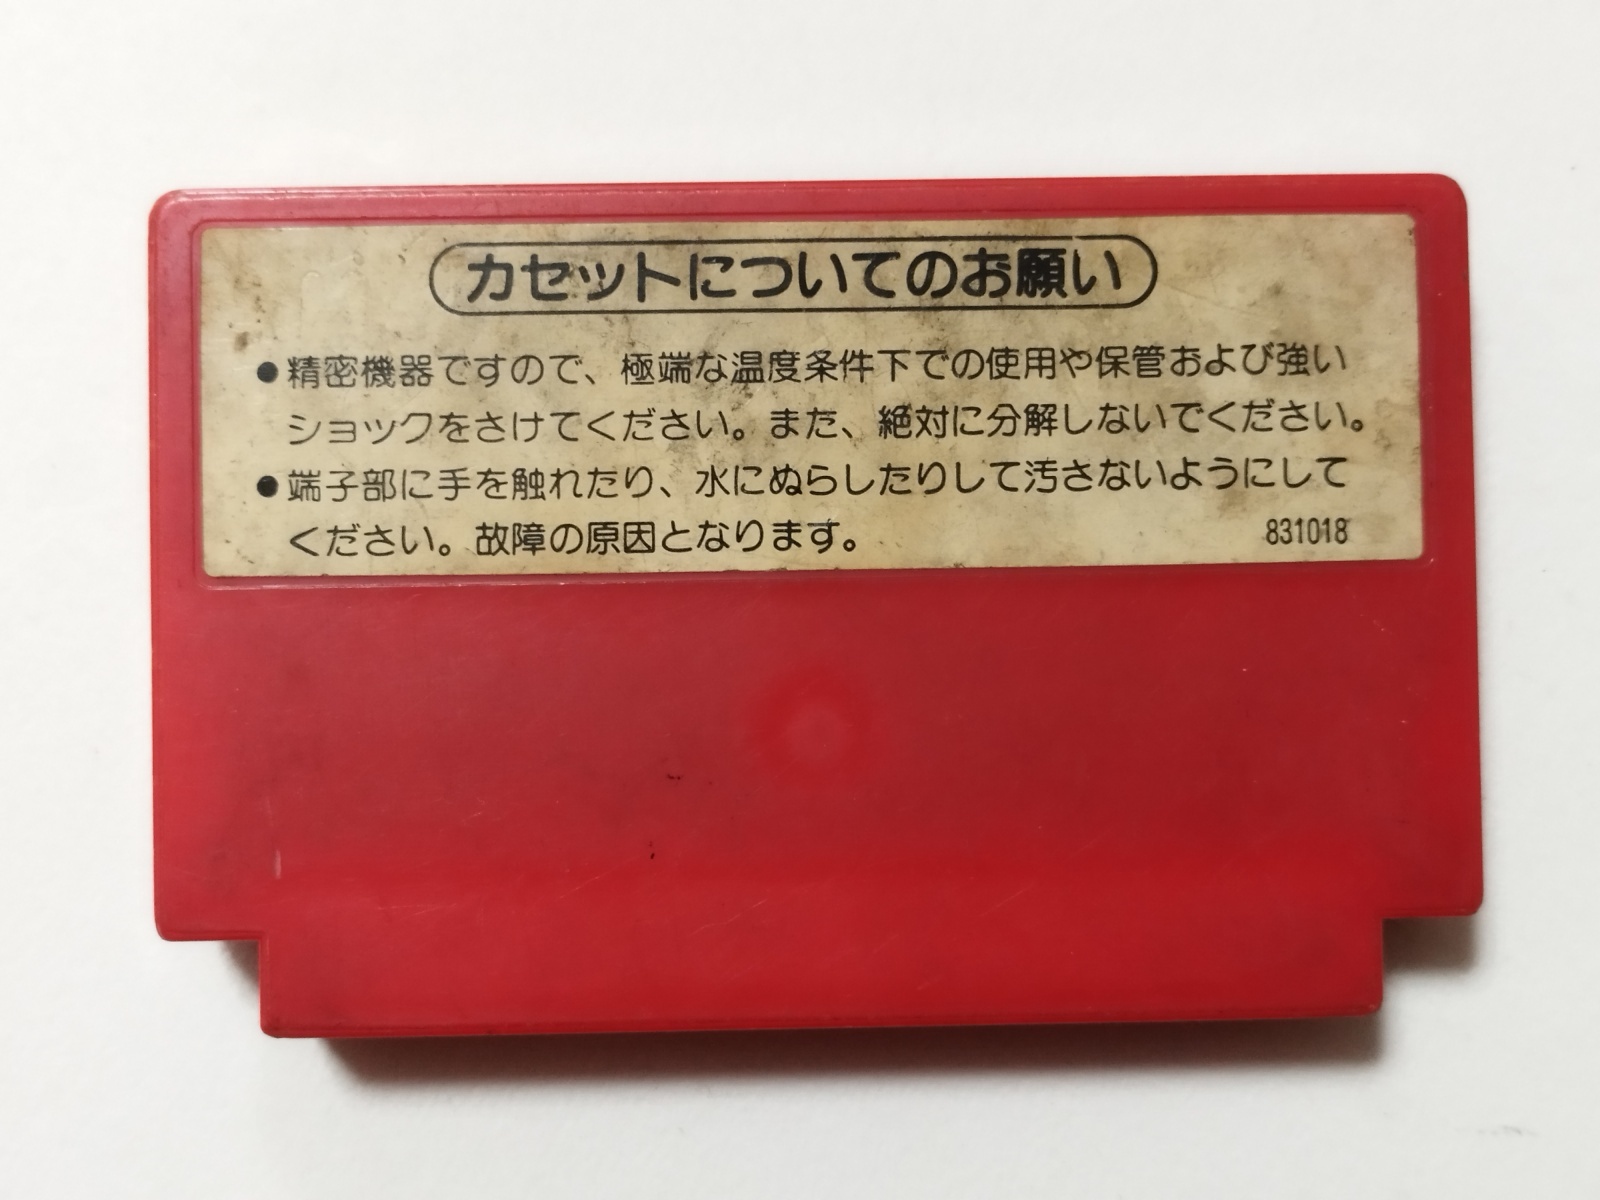 カセットについてのお願い
●精密機器ですので、極端な温度条件下での使用や保管および強い
ショックをさけてください。また、絶対に分解しないでください。
●端子部に手を触れたり、水にぬらしたりして汚さないようにして
ください。故障の原因となります。
831018